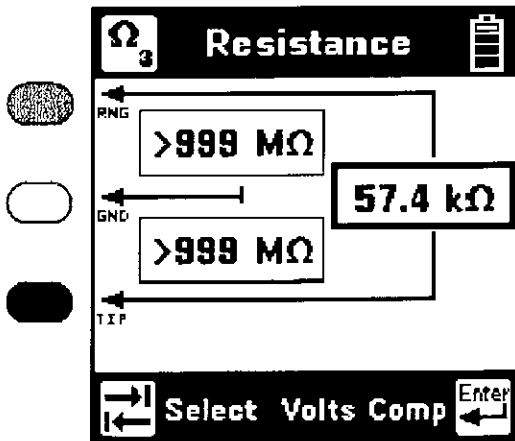 Ω3 Resistance
RNG
>999 MΩ
57.4 kΩ
GND
>999 MΩ
TIP
Select Volts Comp Enter